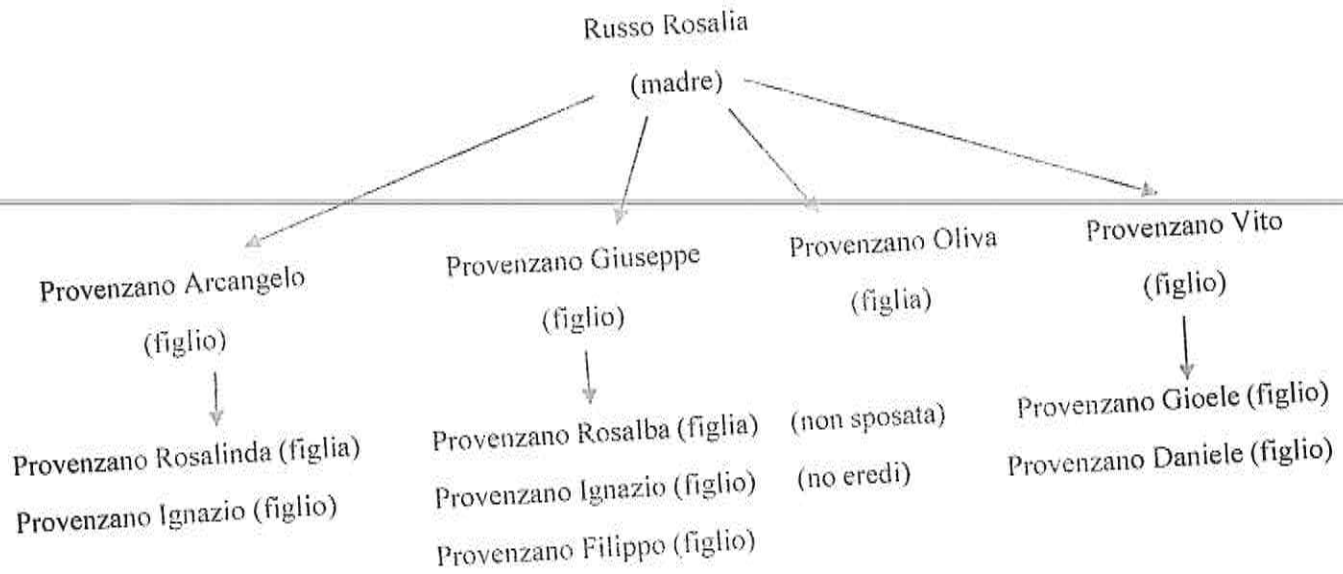 Russo Rosalia
(madre)
Provenzano Arcangelo
(figlio)
Provenzano Rosalinda (figlia)
Provenzano Ignazio (figlio)
Provenzano Giuseppe
(figlio)
Provenzano Rosalba (figlia)
Provenzano Ignazio (figlio)
Provenzano Filippo (figlio)
Provenzano Oliva
(figlia)
(non sposata)
(no eredi)
Provenzano Vito
(figlio)
Provenzano Gioele (figlio)
Provenzano Daniele (figlio)